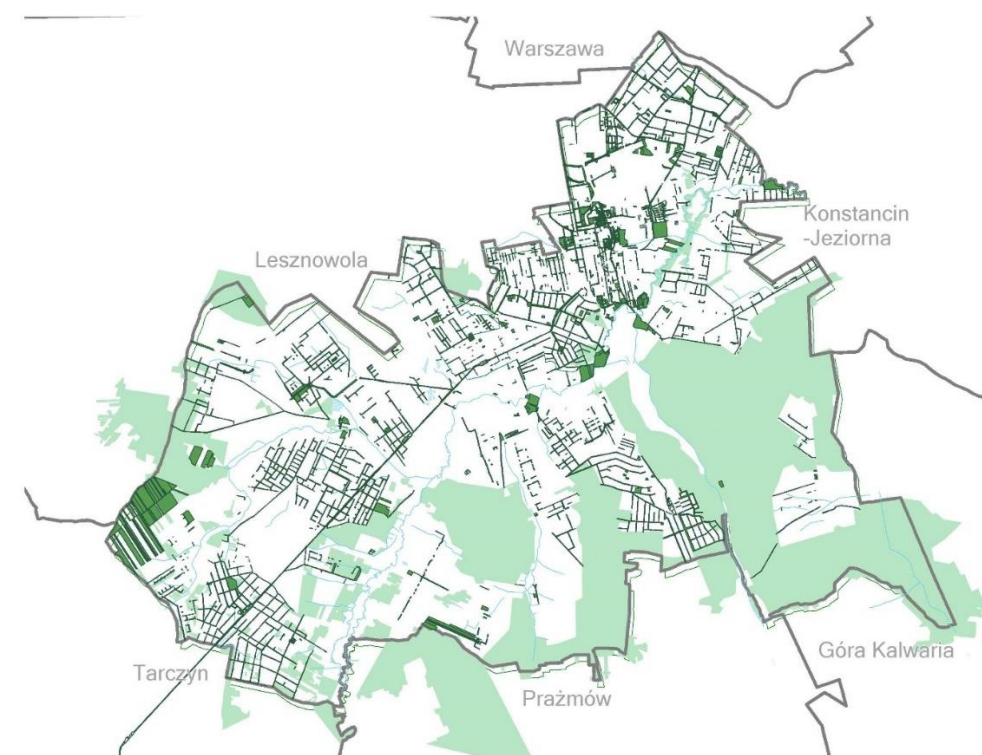 Warszawa
Konstancin
-Jeziorna
Lesznowola
Góra Kalwaria
Tarczyn
Prażmów